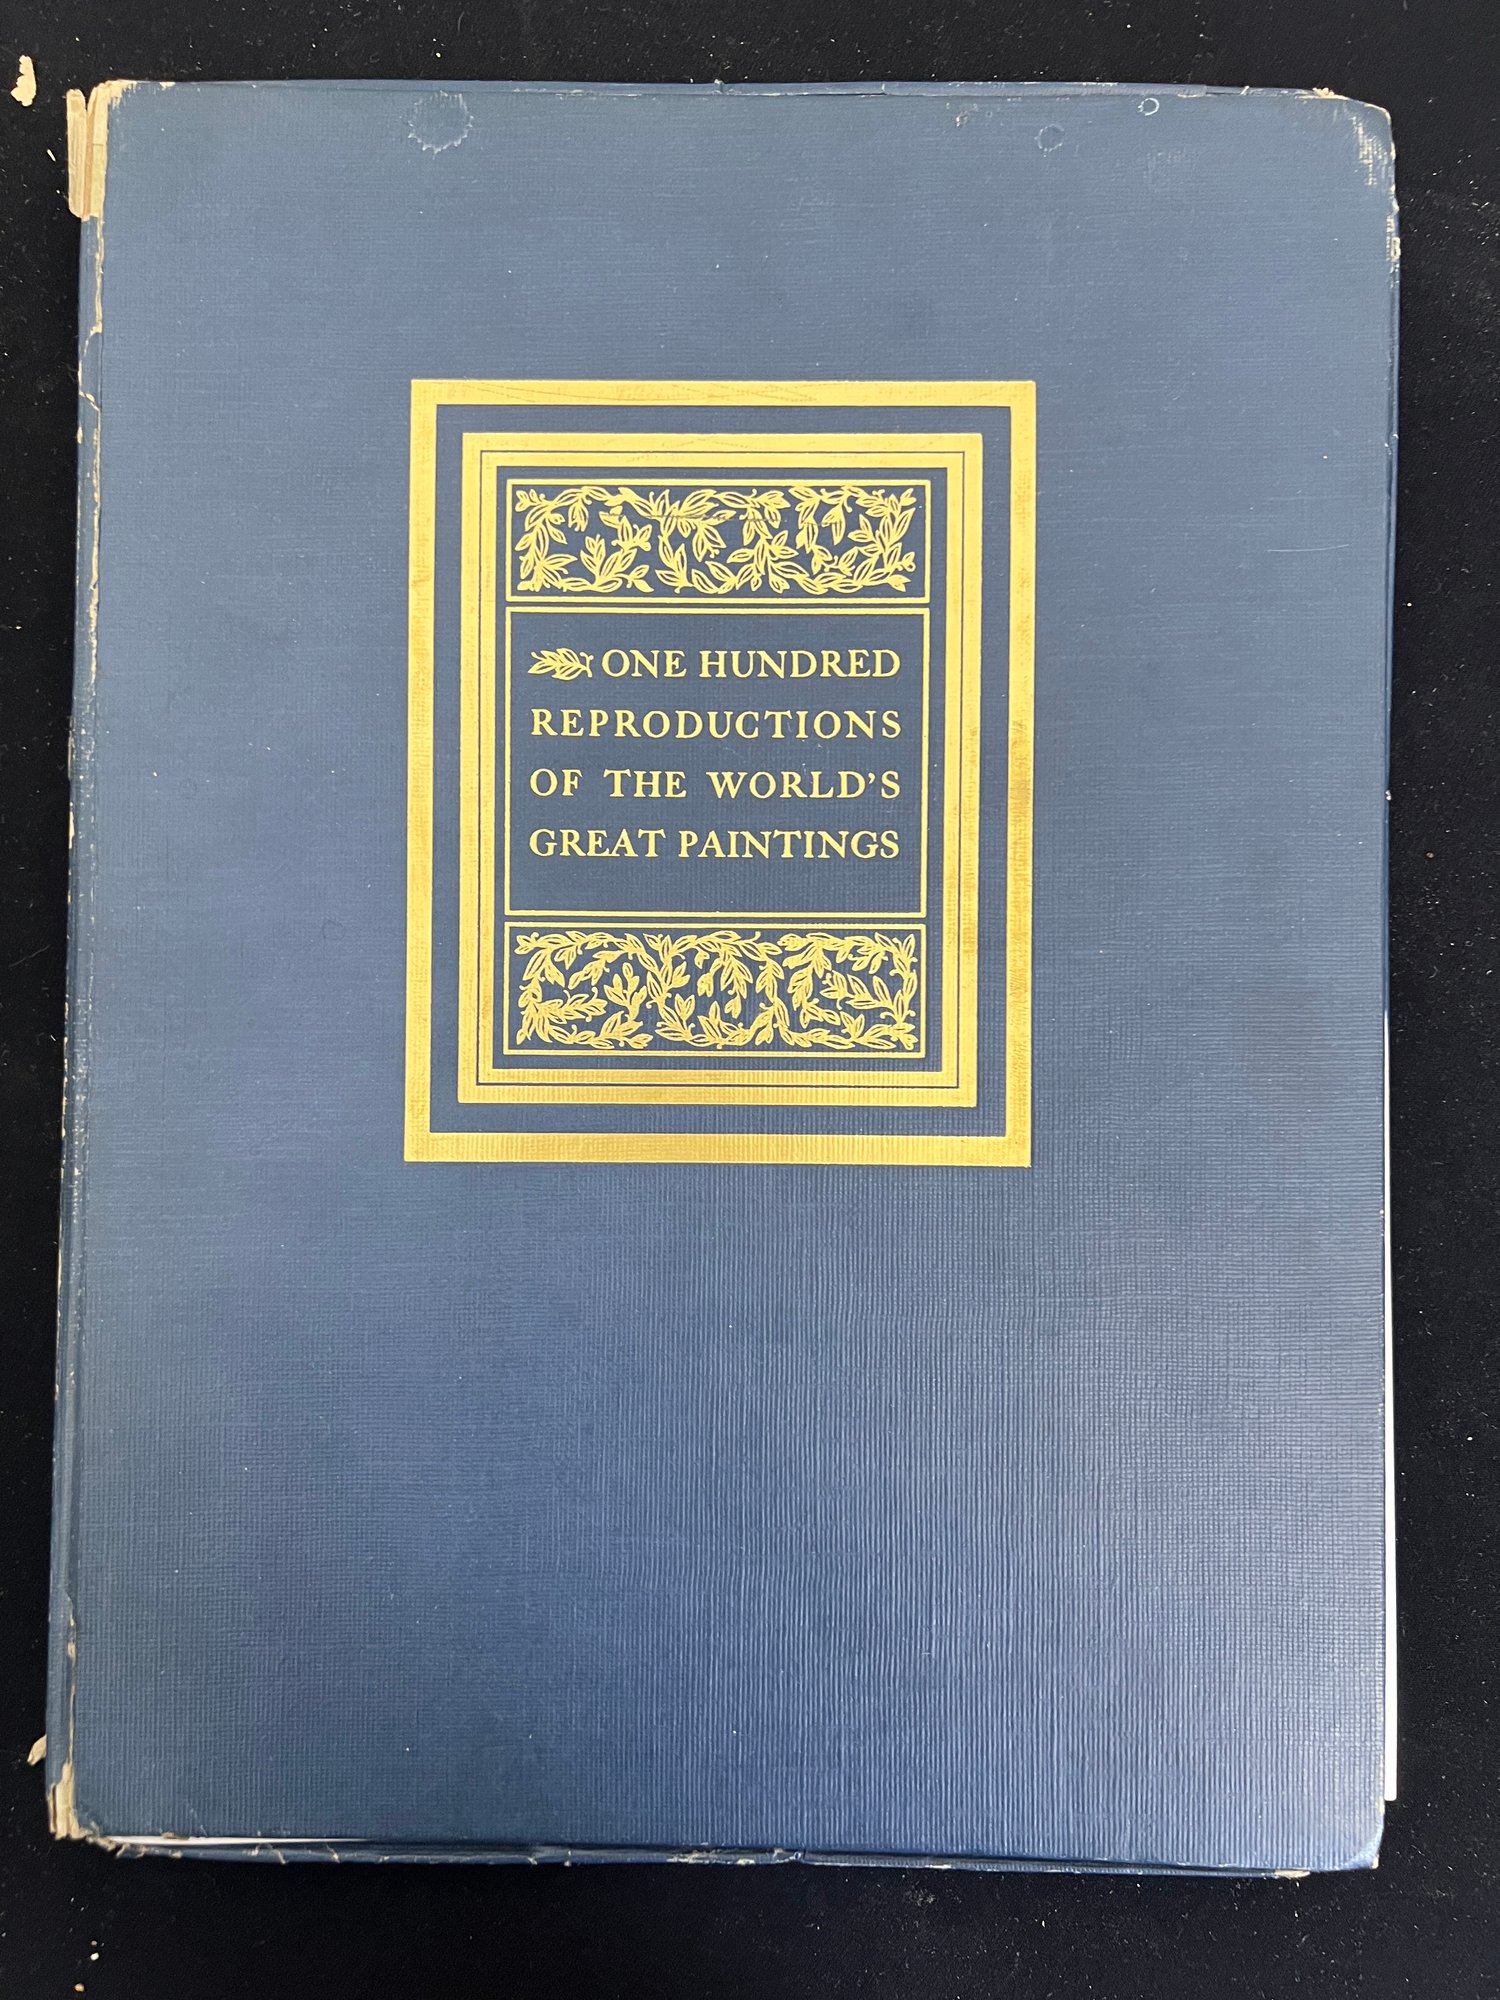 ONE HUNDRED
REPRODUCTIONS
OF THE WORLD'S
GREAT PAINTINGS